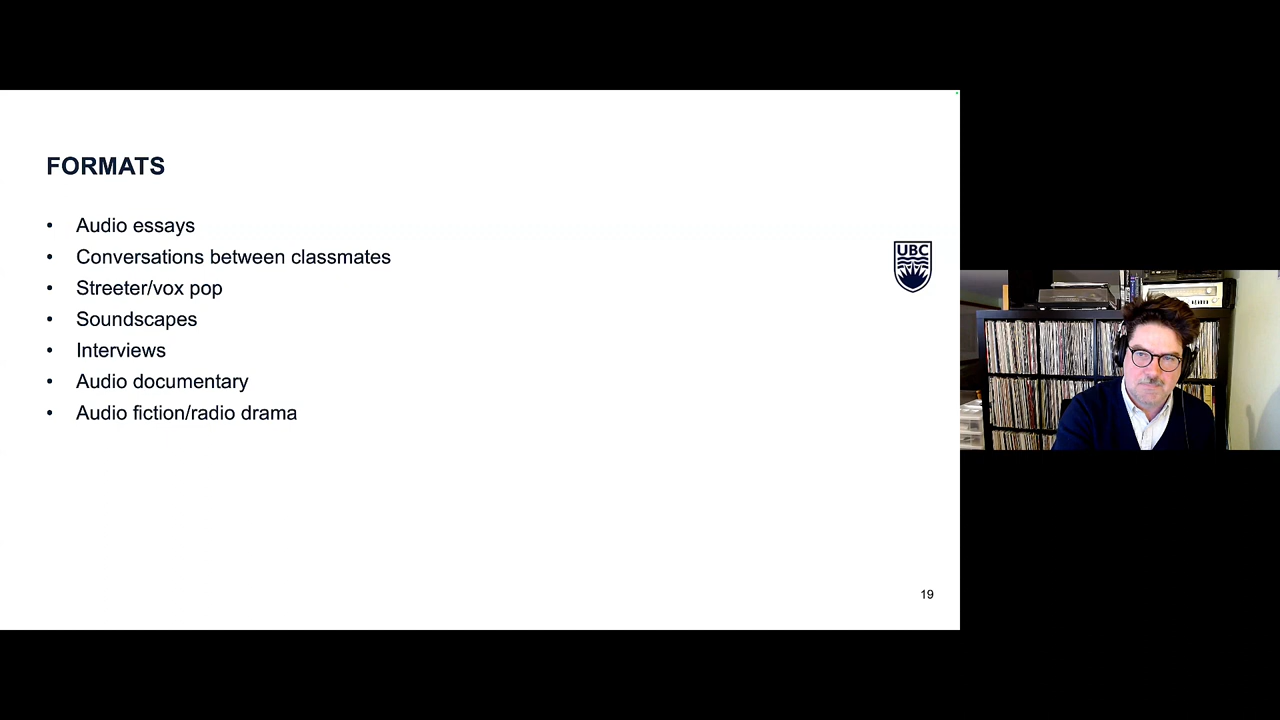 FORMATS
• Audio essays
• Conversations between classmates
• Streeter/vox pop
• Soundscapes
• Interviews
• Audio documentary
• Audio fiction/radio drama
UBC
19